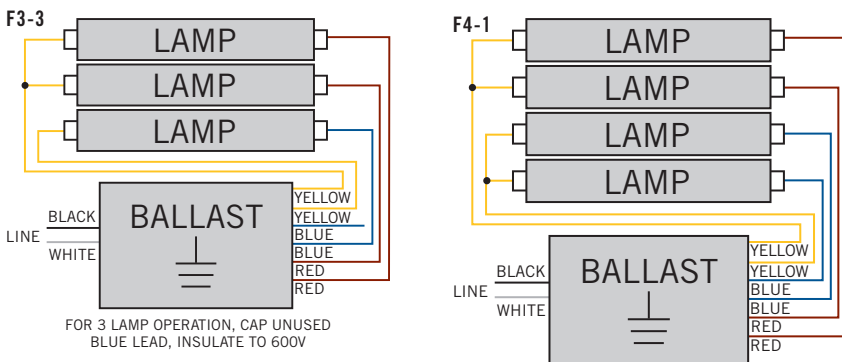 F3-3
LAMP
LAMP
LAMP
BALLAST
LINE
BLACK
WHITE
YELLOW
YELLOW
BLUE
BLUE
RED
RED
FOR 3 LAMP OPERATION, CAP UNUSED
BLUE LEAD, INSULATE TO 600V
F4-1
LAMP
LAMP
LAMP
LAMP
BALLAST
LINE
BLACK
WHITE
YELLOW
YELLOW
BLUE
BLUE
RED
RED